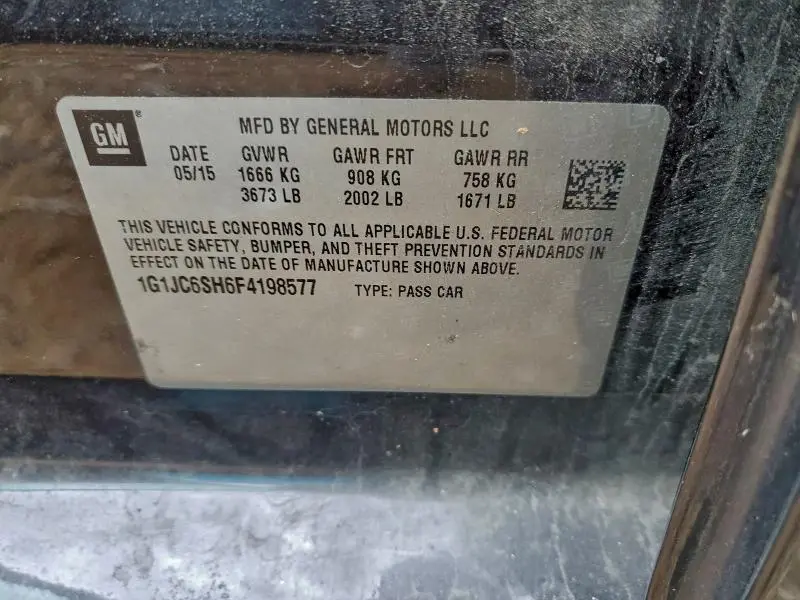 GM ®
MFD BY GENERAL MOTORS LLC
DATE GVWR GAWR FRT GAWR RR
05/15 1666 KG 908 KG 758 KG
3673 LB 2002 LB 1671 LB
THIS VEHICLE CONFORMS TO ALL APPLICABLE U.S. FEDERAL MOTOR
VEHICLE SAFETY, BUMPER, AND THEFT PREVENTION STANDARDS IN
EFFECT ON THE DATE OF MANUFACTURE SHOWN ABOVE.
1G1JC6SH6F4198577 TYPE: PASS CAR